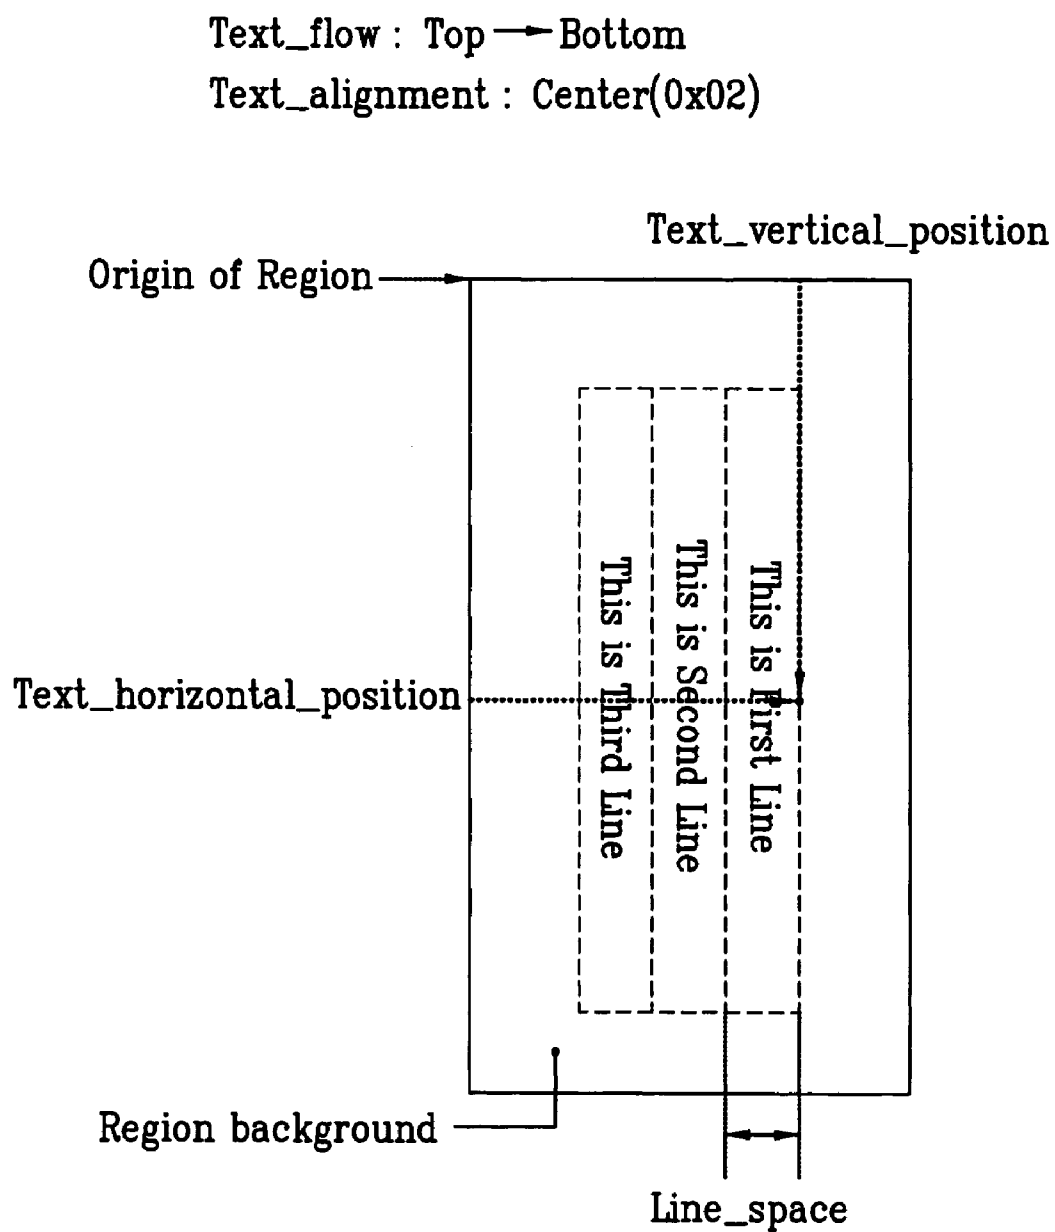 Text_flow : Top → Bottom
Text_alignment : Center(0x02)
Text_vertical_position
Origin of Region
This is First Line
This is Second Line
This is Third Line
Text_horizontal_position
Region background
Line_space